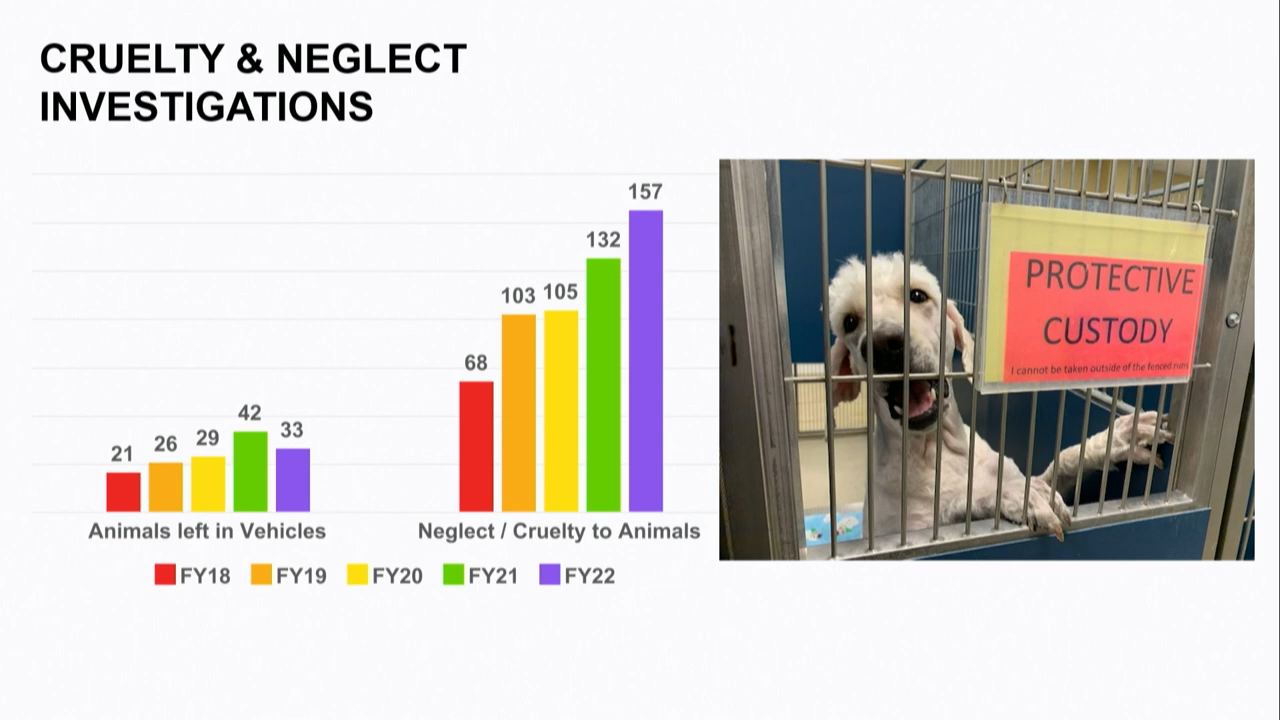 CRUELTY & NEGLECT
INVESTIGATIONS
157
132
103 105
68
42
33
29
26
21
Animals left in Vehicles Neglect / Cruelty to Animals
FY18 FY19 FY20 FY21 FY22
PROTECTIVE
CUSTODY
I cannot be taken outside of the fenced runs